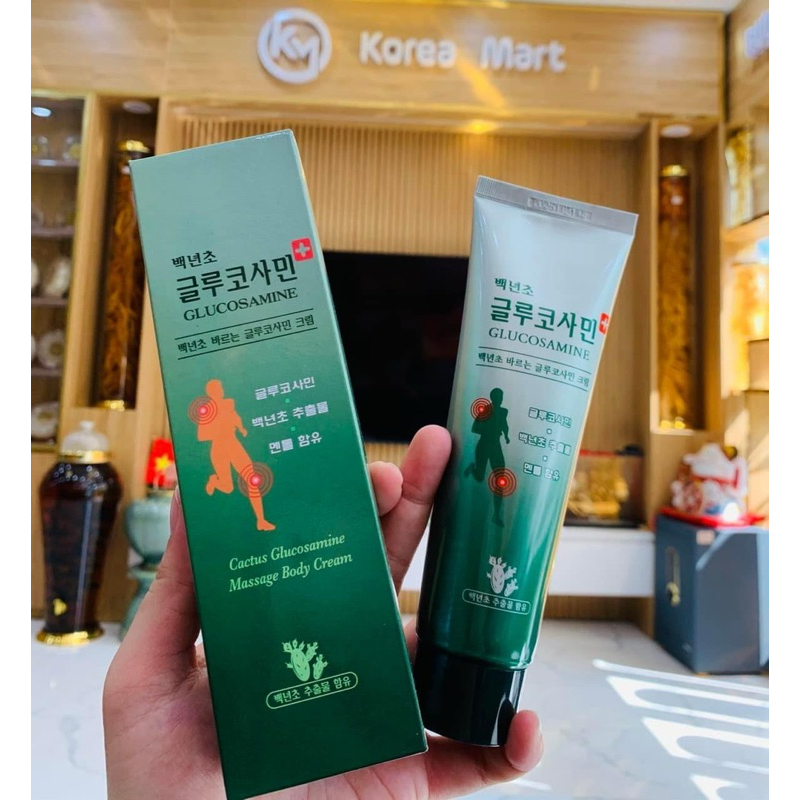 KM Korea Mart
백년초
글루코사민
GLUCOSAMINE
백년초 바르는 글루코사민 크림
글루코사민
백년초 추출물
멘톨 함유
Cactus Glucosamine
Massage Body Cream
백년초 추출물 함유
백년초
글루코사민
GLUCOSAMINE
백년초 바르는 글루코사민 크림
글루코사민
백년초 추출물
멘톨 함유
백년초 추출물 함유